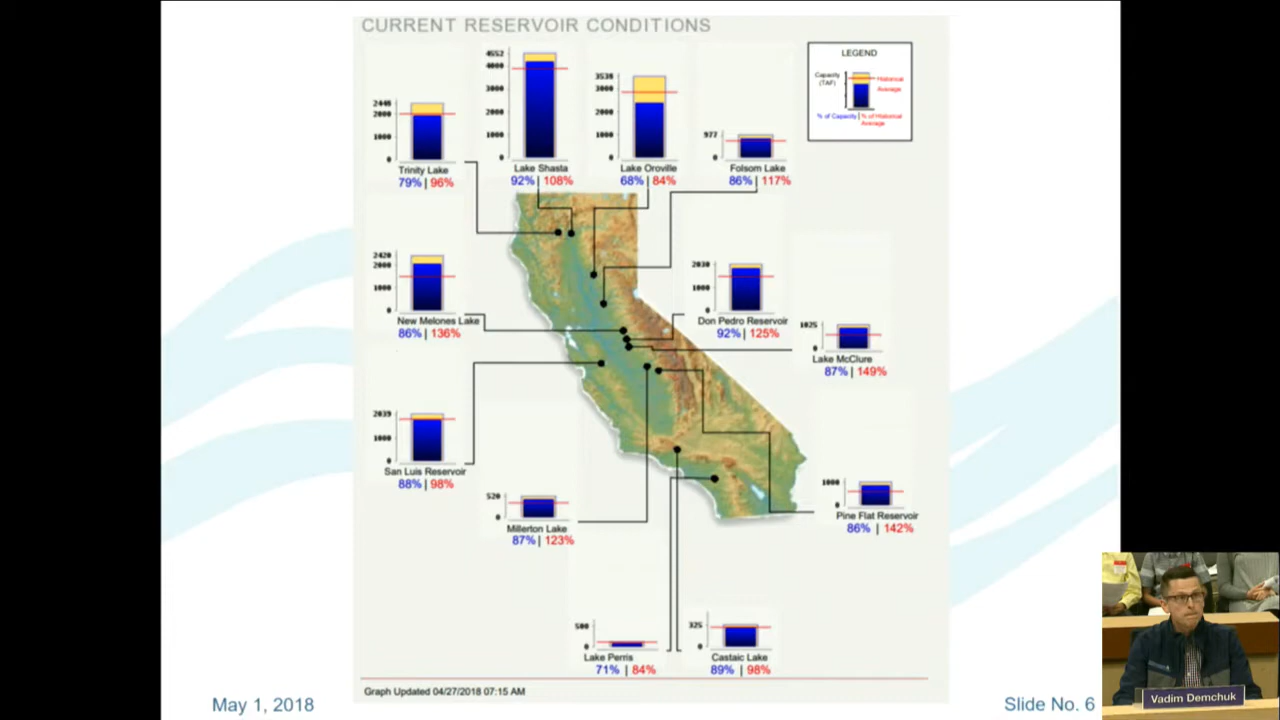 CURRENT RESERVOIR CONDITIONS
LEGEND
Capacity
(TAF)
Historical
Average
% of Capacity | % of Historical
Average
2448
2000
1000
0
Trinity Lake
79% | 96%
4552
4000
3000
2000
1000
0
Lake Shasta
92% | 108%
3538
3000
2000
1000
0
Lake Oroville
68% | 84%
977
0
Folsom Lake
86% | 117%
2420
2000
1000
0
New Melones Lake
86% | 136%
2030
1000
0
Don Pedro Reservoir
92% | 125%
1025
0
Lake McClure
87% | 149%
2039
1000
0
San Luis Reservoir
88% | 98%
520
0
Millerton Lake
87% | 123%
1000
0
Pine Flat Reservoir
86% | 142%
500
0
Lake Perris
71% | 84%
325
0
Castaic Lake
89% | 98%
Graph Updated 04/27/2018 07:15 AM
May 1, 2018
Slide No. 6
Vadim Demchuk